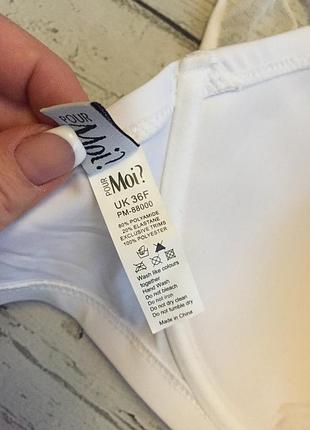 POUR
Moi?
POUR
Moi?
UK 36F
PM-88000
80% POLYAMIDE
20% ELASTANE
EXCLUSIVE TRIMS
100% POLYESTER
Wash like colours
together
Hand Wash
Do not bleach
Do not iron
Do not dry clean
Do not tumble dry
Made in China